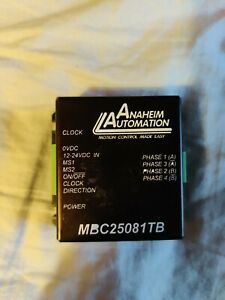 ANAHEIM
AUTOMATION
MOTION CONTROL MADE EASY
CLOCK
0VDC
12-24VDC IN
MS1
MS2
ON/OFF
CLOCK
DIRECTION
POWER
PHASE 1 (A)
PHASE 3 (A)
PHASE 2 (B)
PHASE 4 (B)
MBC25081TB